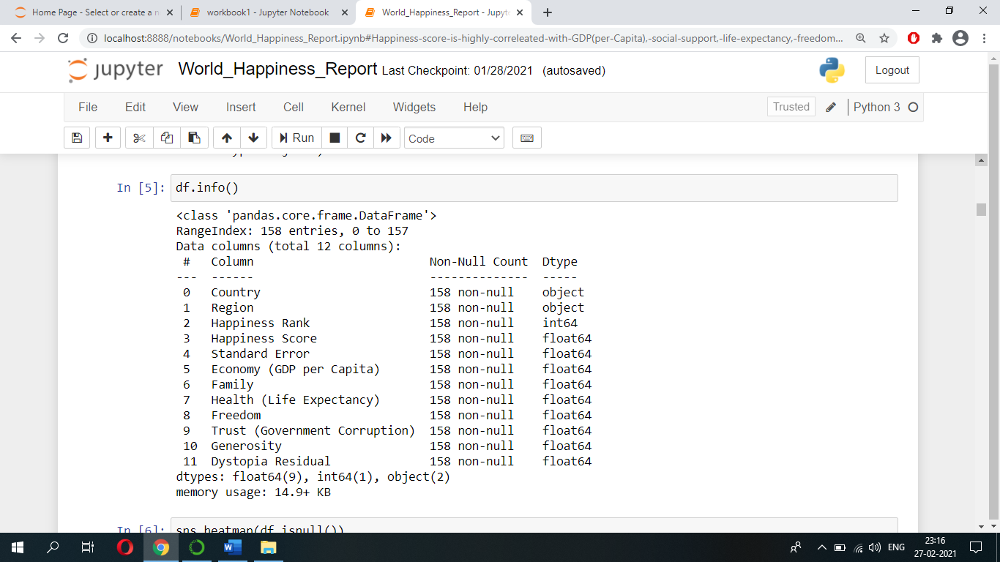 Home Page - Select or create a n
workbook1 - Jupyter Notebook
World_Happiness_Report - Jupyt
localhost:8888/notebooks/World_Happiness_Report.ipynb#Happiness-score-is-highly-correleated-with-GDP(per-Capita),-social-support,-life-expectancy,-freedom...
jupyter World_Happiness_Report Last Checkpoint: 01/28/2021 (autosaved)
Logout
File Edit View Insert Cell Kernel Widgets Help
Trusted
Python 3
Run
Code
In [5]: df.info()
<class 'pandas.core.frame.DataFrame'>
RangeIndex: 158 entries, 0 to 157
Data columns (total 12 columns):
# Column Non-Null Count Dtype
--- ------ -------------- -----
0 Country 158 non-null object
1 Region 158 non-null object
2 Happiness Rank 158 non-null int64
3 Happiness Score 158 non-null float64
4 Standard Error 158 non-null float64
5 Economy (GDP per Capita) 158 non-null float64
6 Family 158 non-null float64
7 Health (Life Expectancy) 158 non-null float64
8 Freedom 158 non-null float64
9 Trust (Government Corruption) 158 non-null float64
10 Generosity 158 non-null float64
11 Dystopia Residual 158 non-null float64
dtypes: float64(9), int64(1), object(2)
memory usage: 14.9+ KB
In [6]: sns.heatmap(df.isnull())
ENG
23:16
27-02-2021